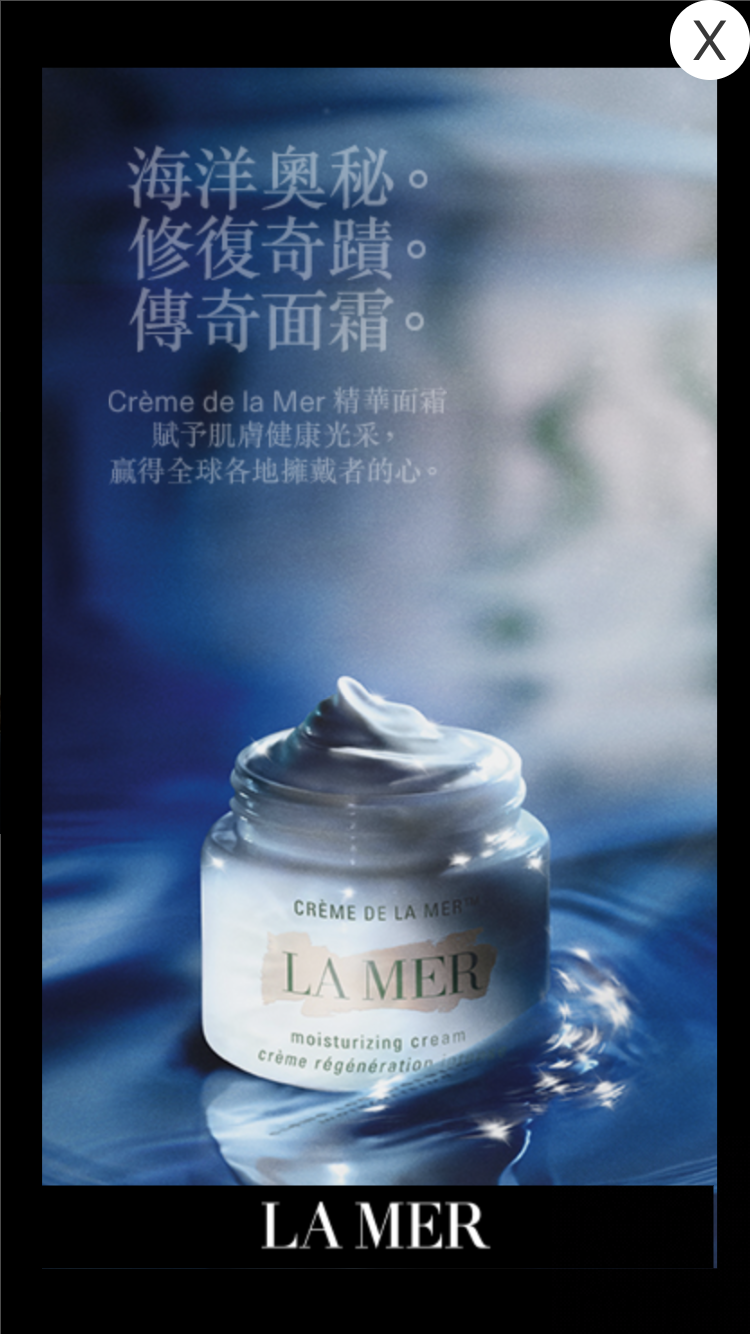 X
海洋奧秘。
修復奇蹟。
傳奇面霜。
Crème de la Mer 精華面霜
賦予肌膚健康光采，
贏得全球各地擁戴者的心。
CRÈME DE LA MER™
LA MER
moisturizing cream
crème régénération
LA MER